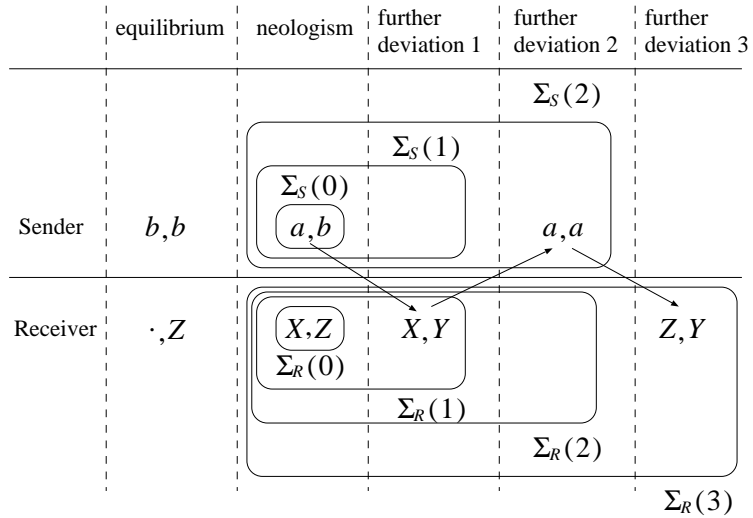 equilibrium neologism further deviation 1 further deviation 2 further deviation 3
Σ_S(2)
Σ_S(1)
Σ_S(0)
Sender b,b a,b a,a
Receiver ·,Z X,Z X,Y Z,Y
Σ_R(0)
Σ_R(1)
Σ_R(2)
Σ_R(3)